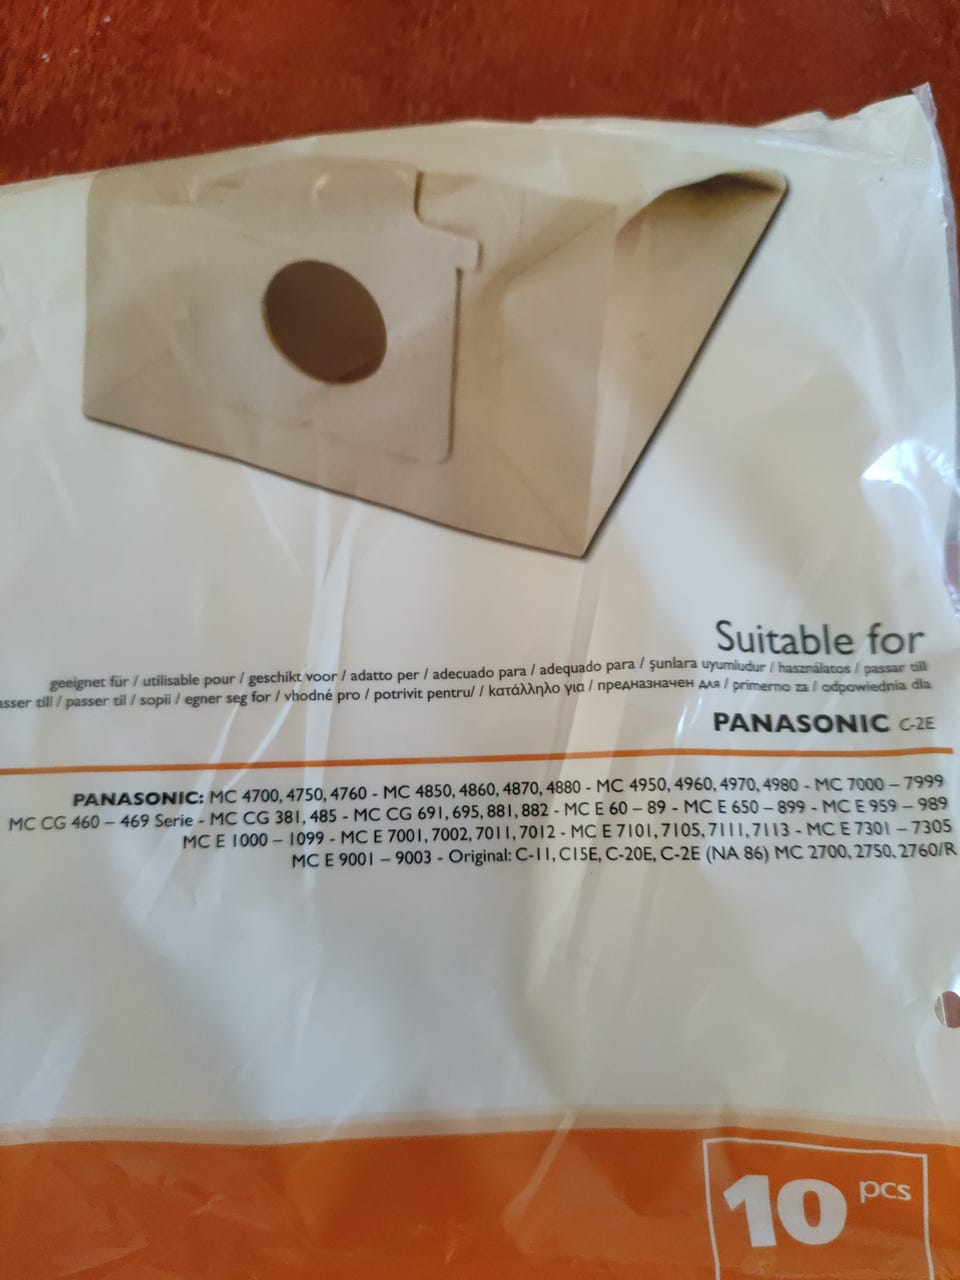 Suitable for
geeignet für / utilisable pour / geschikt voor / adatto per / adecuado para / adequado para / şunlara uyumludur / használatos / passar till
asser till / passer til / sopii / egner seg for / vhodné pro / potrivit pentru/ / κατάλληλο για / предназначен для / primerno za / odpowiednia dla
PANASONIC C-2E
PANASONIC: MC 4700, 4750, 4760 - MC 4850, 4860, 4870, 4880 - MC 4950, 4960, 4970, 4980 - MC 7000 – 7999
MC CG 460 – 469 Serie - MC CG 381, 485 - MC CG 691, 695, 881, 882 - MC E 60 – 89 - MC E 650 – 899 - MC E 959 – 989
MC E 1000 – 1099 - MC E 7001, 7002, 7011, 7012 - MC E 7101, 7105, 7111, 7113 - MC E 7301 – 7305
MC E 9001 – 9003 - Original: C-11, C15E, C-20E, C-2E (NA 86) MC 2700, 2750, 2760/R
10 pcs